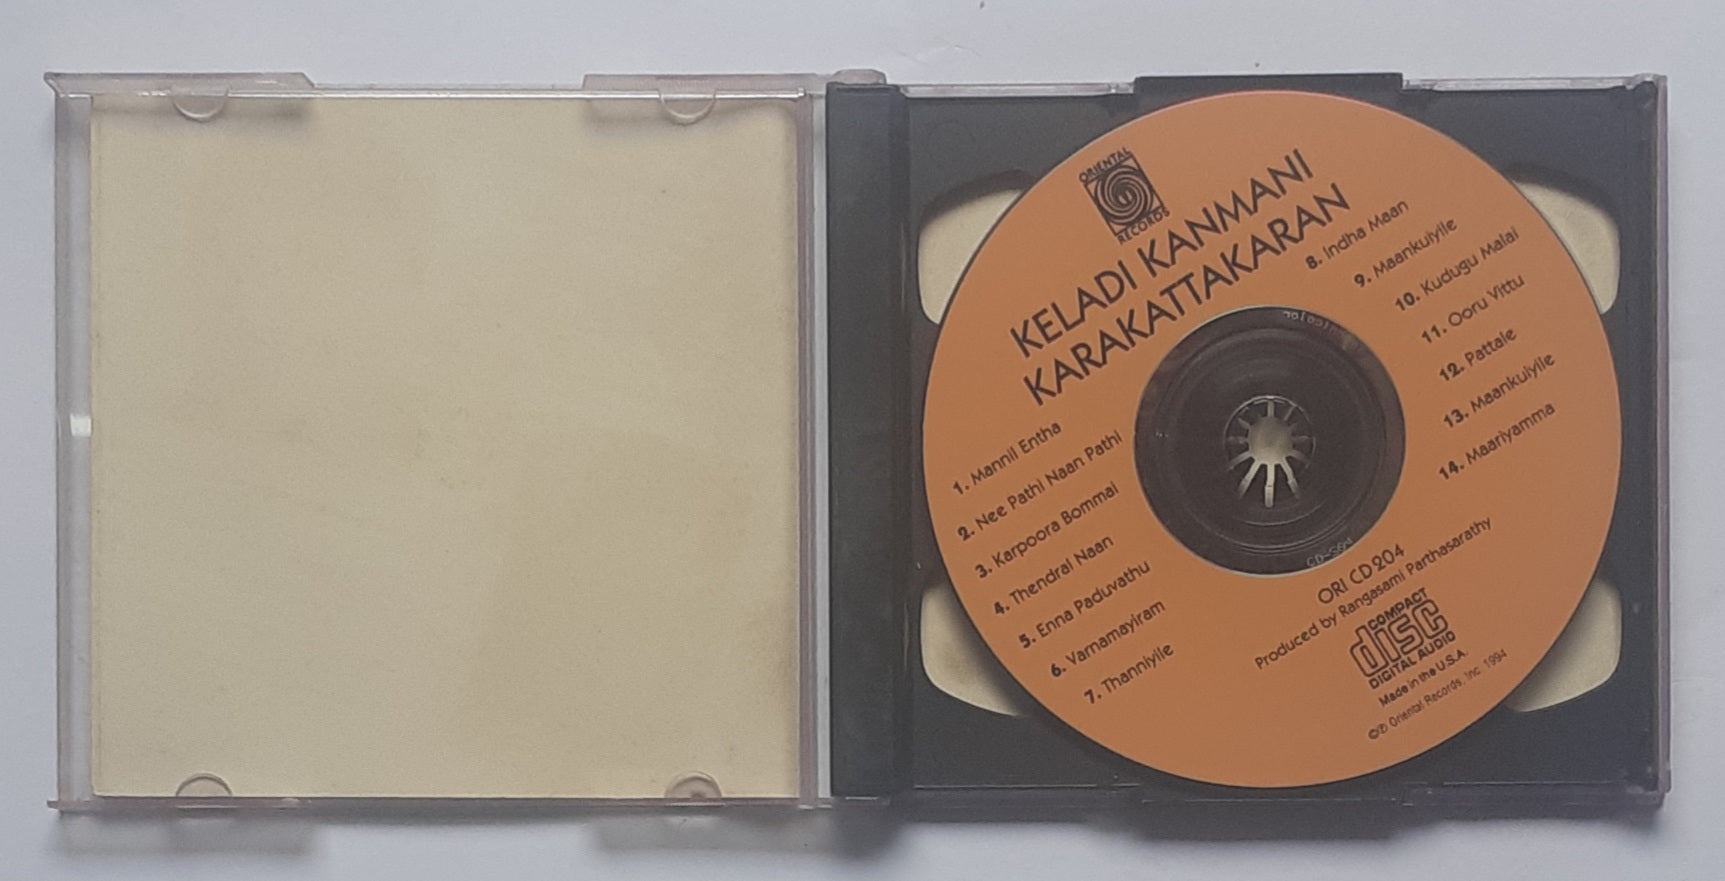 ORIENTAL
RECORDS
KELADI KANMANI
KARAKATTAKARAN
1. Mannil Entha
2. Nee Pathi Naan Pathi
3. Karpoora Bommai
4. Thendral Naan
5. Enna Paduvathu
6. Varnamayiram
7. Thanniyile
8. Indha Maan
9. Maankuiyile
10. Kudugu Malai
11. Ooru Vittu
12. Pattale
13. Maankuiyile
14. Maariyamma
ORI CD204
Produced by Rangasami Parthasarathy
COMPACT
disc
DIGITAL AUDIO
Made in the U.S.A.
©℗ Oriental Records, Inc 1994